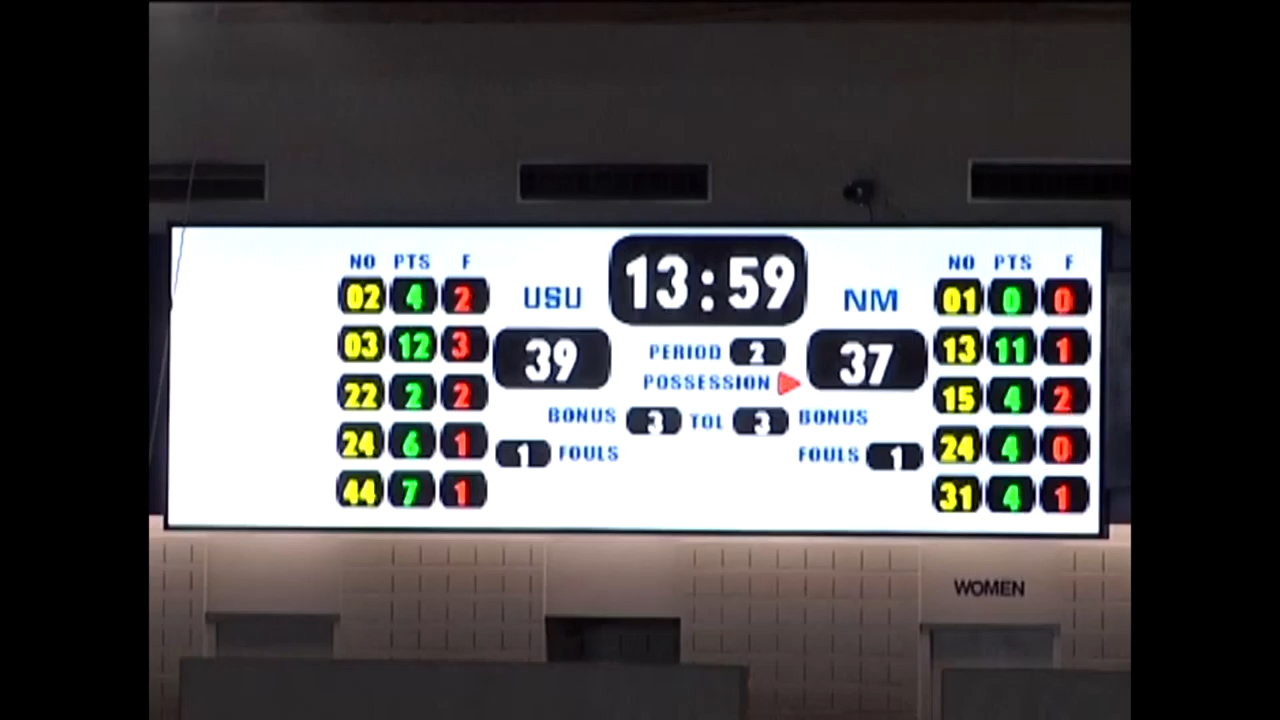 NO PTS F 13:59 NO PTS F
02 4 2 USU NM 01 0 0
03 12 3 39 PERIOD 2 37 13 11 1
POSSESSION
22 2 2 BONUS 3 TOL 3 BONUS 15 4 2
24 6 1 1 FOULS FOULS 1 24 4 0
44 7 1 31 4 1
WOMEN